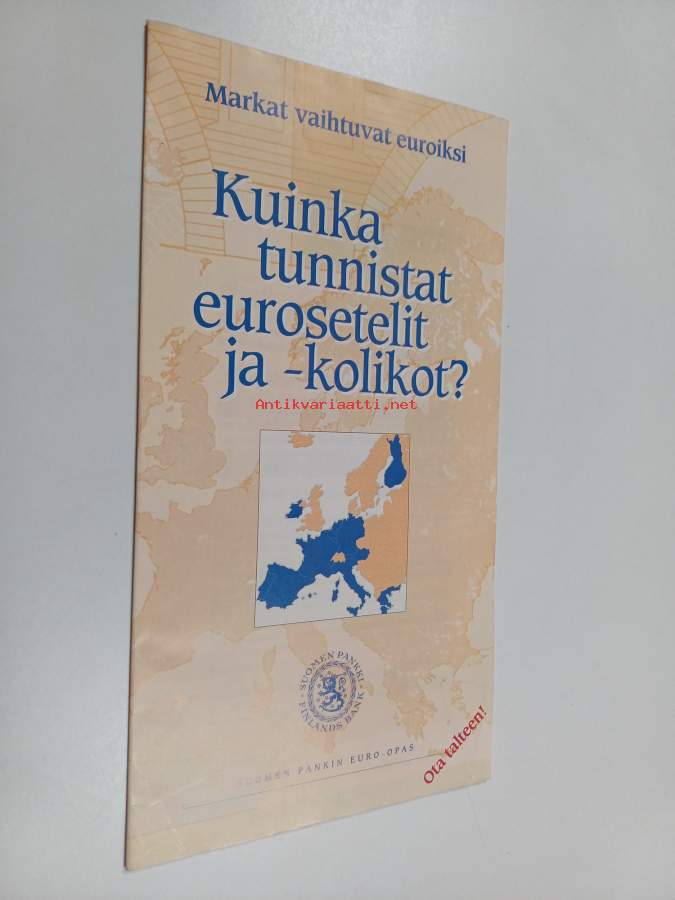 Markat vaihtuvat euroiksi
Kuinka
tunnistat
eurosetelit
ja -kolikot?
Antikvariaatti.net
SUOMEN PANKKI
FINLANDS BANK
SUOMEN PANKIN EURO-OPAS
Ota talteen!